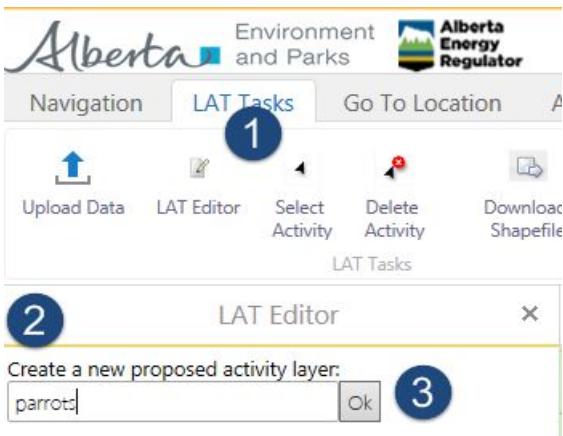 Alberta Environment and Parks
Alberta Energy Regulator
Navigation LAT Tasks Go To Location A
1
Upload Data LAT Editor Select Activity Delete Activity Download Shapefile
LAT Tasks
2 LAT Editor ×
Create a new proposed activity layer:
parrots Ok 3